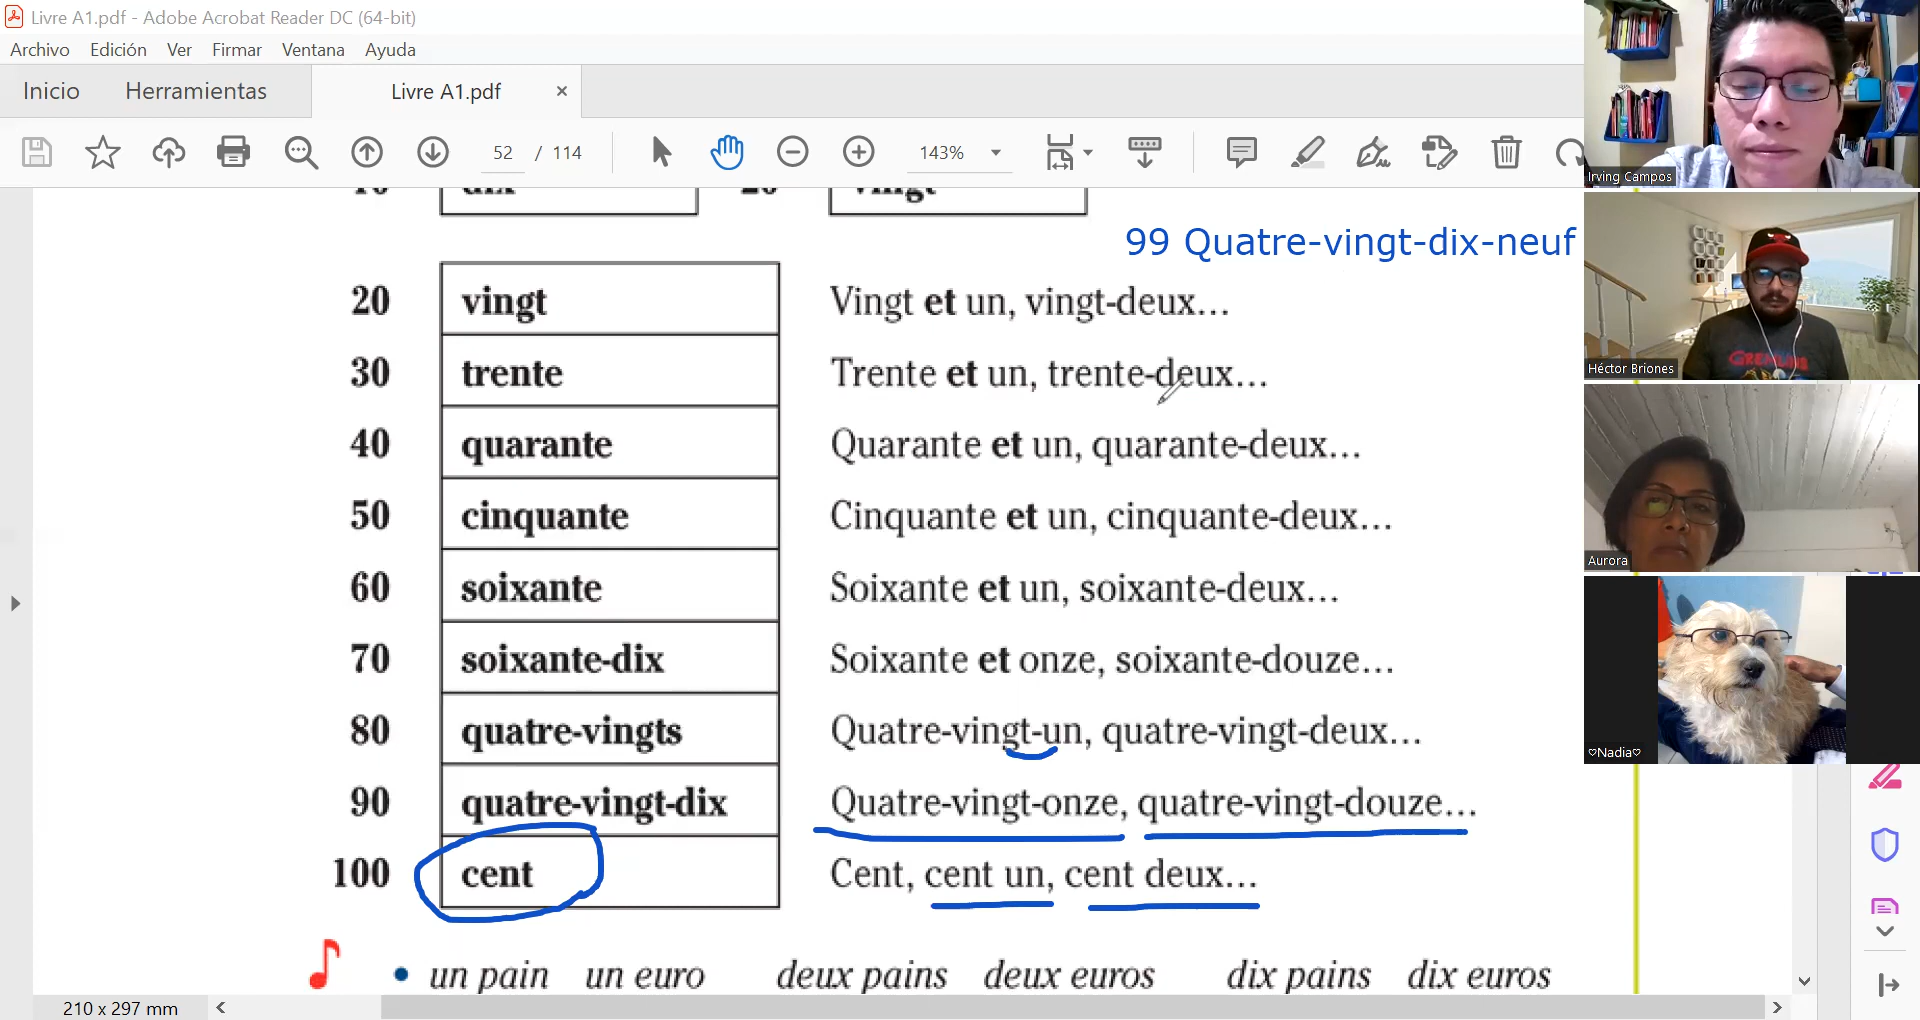 Livre A1.pdf - Adobe Acrobat Reader DC (64-bit)
Archivo Edición Ver Firmar Ventana Ayuda
Inicio Herramientas Livre A1.pdf ×
52 / 114 143%
10 dix 20 vingt
99 Quatre-vingt-dix-neuf
20 vingt Vingt et un, vingt-deux...
30 trente Trente et un, trente-deux...
40 quarante Quarante et un, quarante-deux...
50 cinquante Cinquante et un, cinquante-deux...
60 soixante Soixante et un, soixante-deux...
70 soixante-dix Soixante et onze, soixante-douze...
80 quatre-vingts Quatre-vingt-un, quatre-vingt-deux...
90 quatre-vingt-dix Quatre-vingt-onze, quatre-vingt-douze...
100 cent Cent, cent un, cent deux...
• un pain un euro deux pains deux euros dix pains dix euros
210 x 297 mm
Irving Campos
Héctor Briones
GREMLINS
Aurora
♡Nadia♡